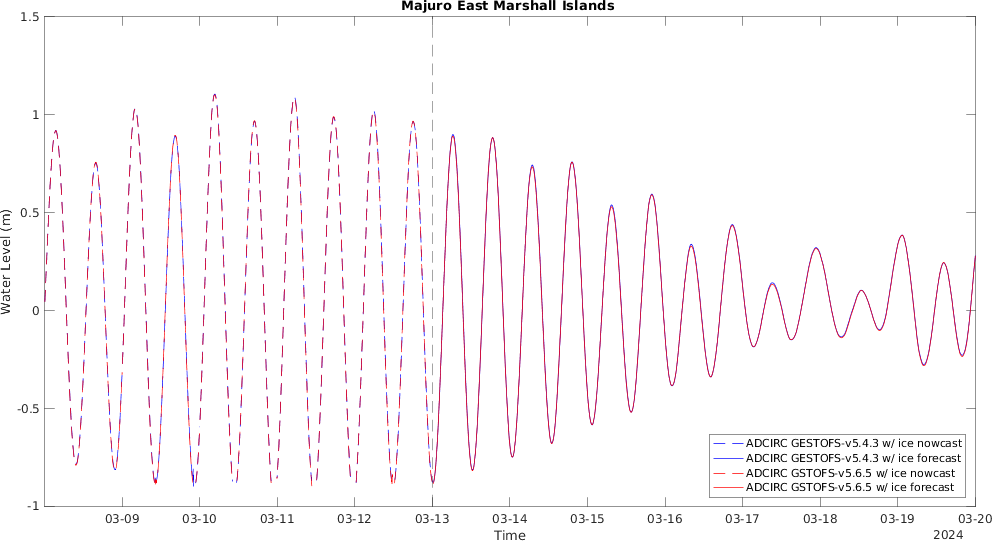 Majuro East Marshall Islands
1.5
1
0.5
0
-0.5
-1
Water Level (m)
03-09 03-10 03-11 03-12 03-13 03-14 03-15 03-16 03-17 03-18 03-19 03-20
Time
2024
ADCIRC GESTOFS-v5.4.3 w/ ice nowcast
ADCIRC GESTOFS-v5.4.3 w/ ice forecast
ADCIRC GSTOFS-v5.6.5 w/ ice nowcast
ADCIRC GSTOFS-v5.6.5 w/ ice forecast